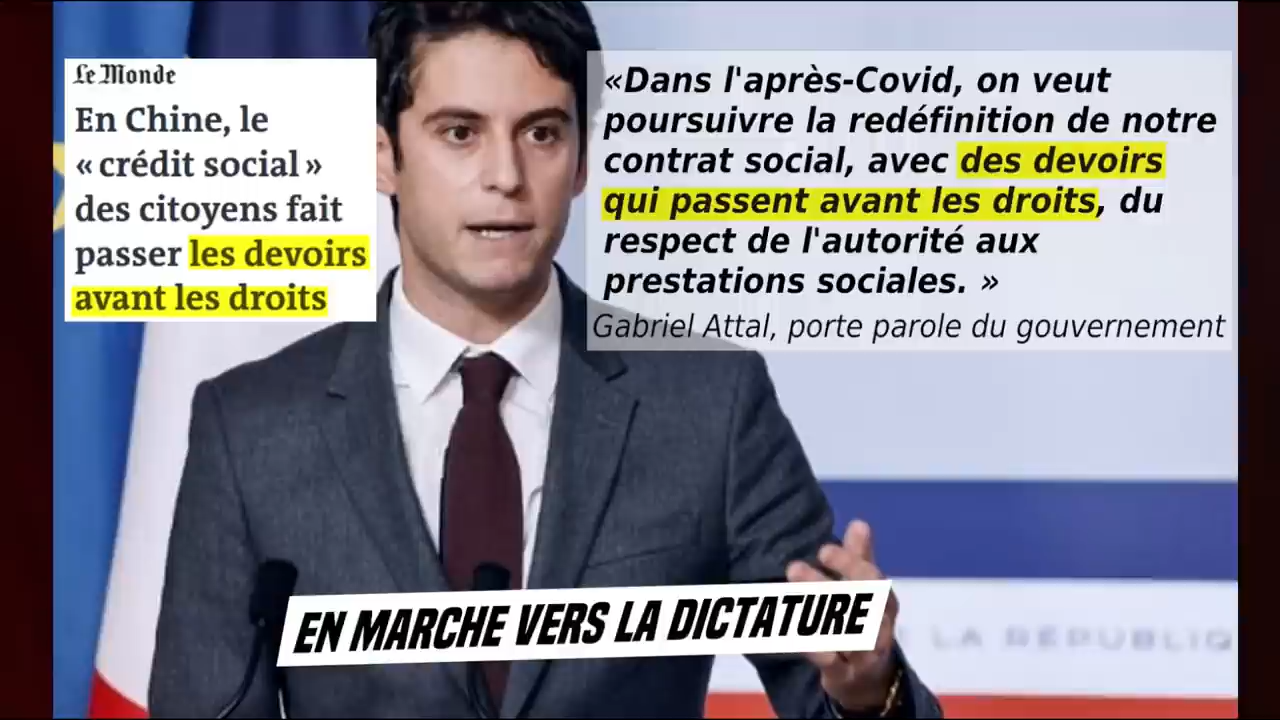 Le Monde
En Chine, le
« crédit social »
des citoyens fait
passer les devoirs
avant les droits
«Dans l'après-Covid, on veut
poursuivre la redéfinition de notre
contrat social, avec des devoirs
qui passent avant les droits, du
respect de l'autorité aux
prestations sociales. »
Gabriel Attal, porte parole du gouvernement
EN MARCHE VERS LA DICTATURE
LA RÉPUBLIQ